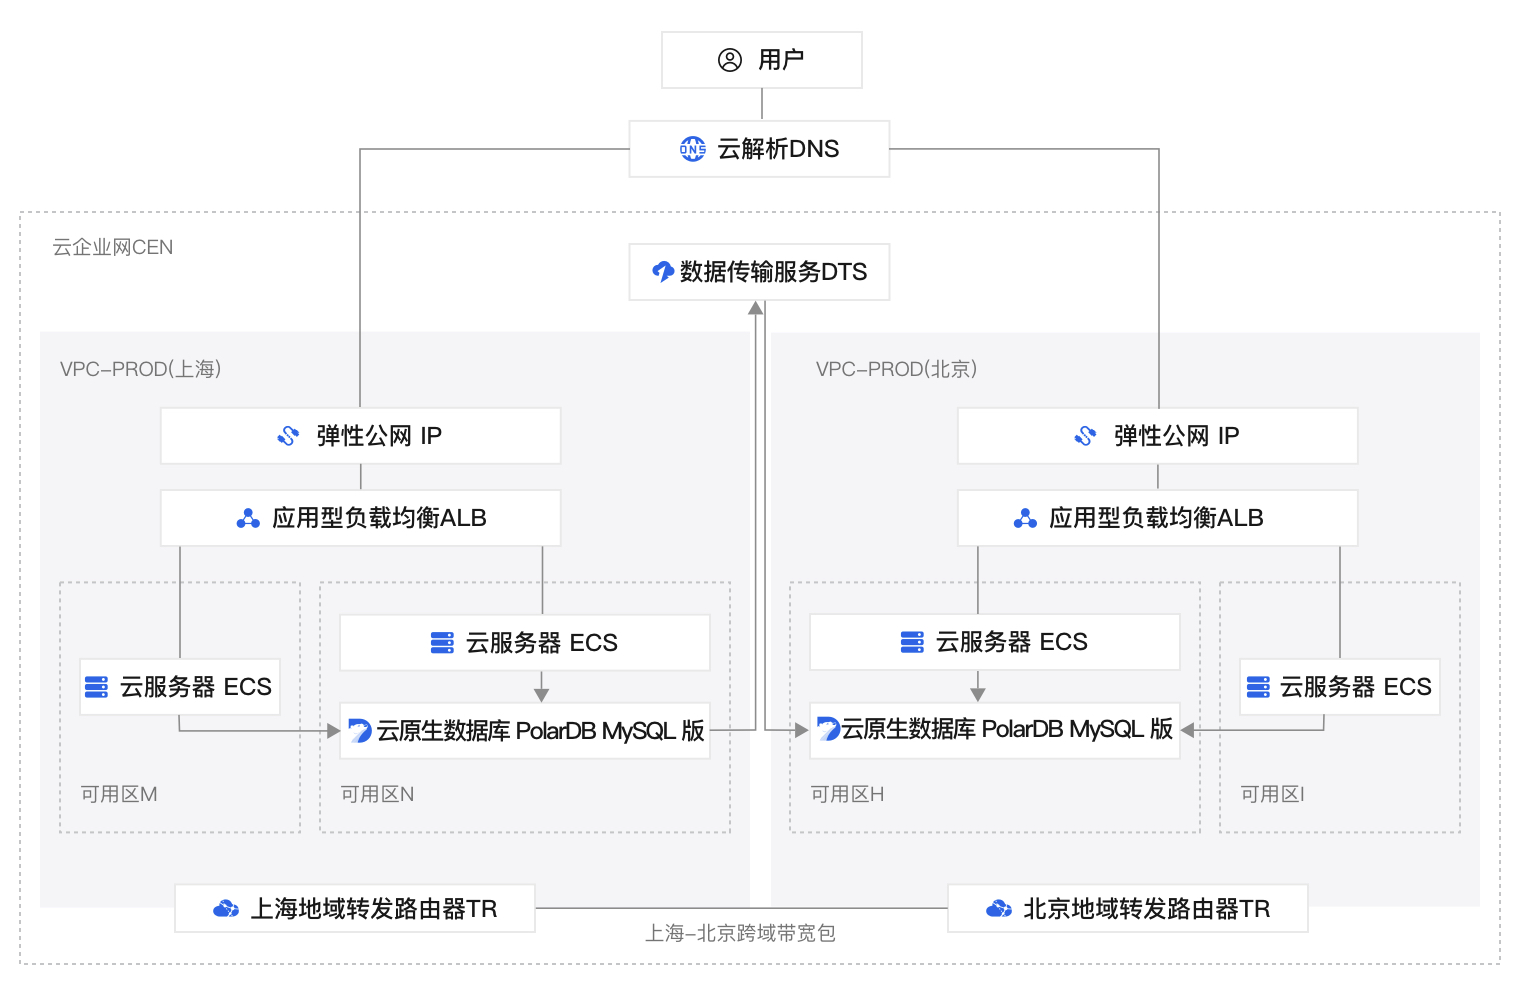 用户
云解析DNS
云企业网CEN
数据传输服务DTS
VPC-PROD(上海)
弹性公网 IP
应用型负载均衡ALB
云服务器 ECS
可用区M
云服务器 ECS
云原生数据库 PolarDB MySQL 版
可用区N
VPC-PROD(北京)
弹性公网 IP
应用型负载均衡ALB
云服务器 ECS
云原生数据库 PolarDB MySQL 版
可用区H
云服务器 ECS
可用区I
上海地域转发路由器TR
上海-北京跨域带宽包
北京地域转发路由器TR